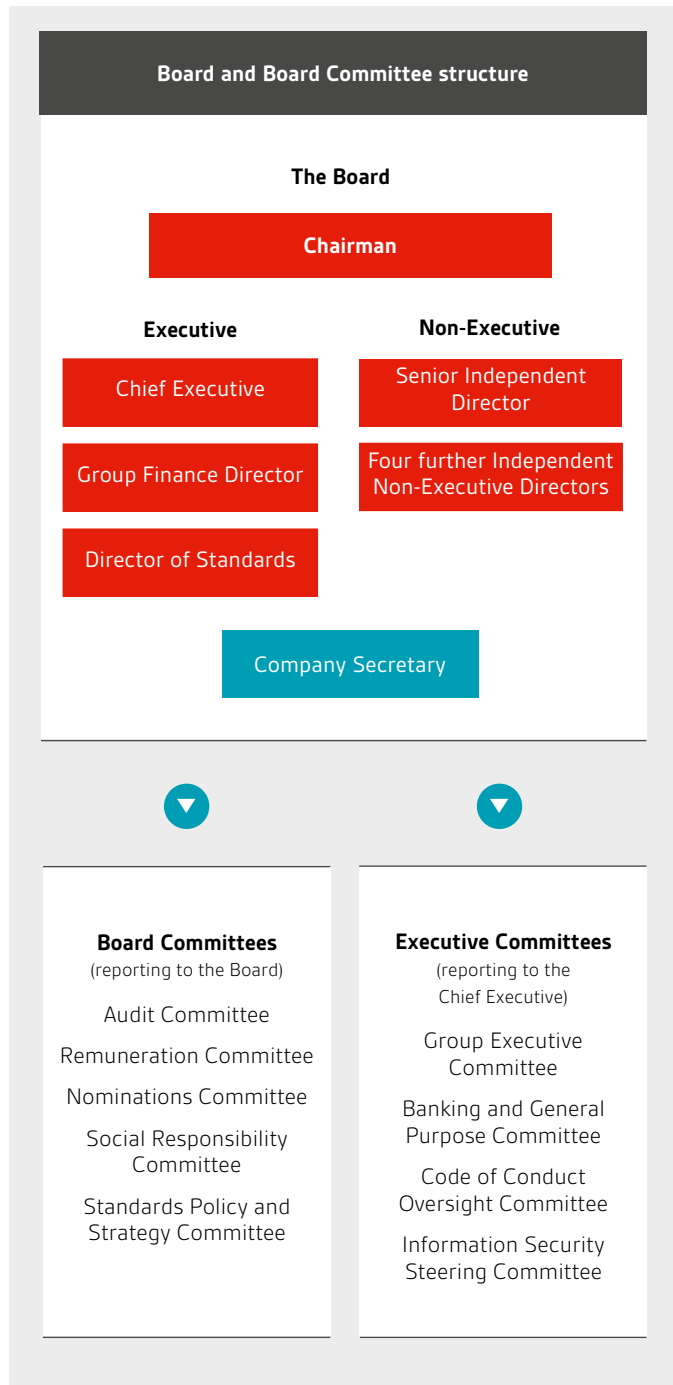 Board and Board Committee structure
The Board
Chairman
Executive
Chief Executive
Group Finance Director
Director of Standards
Non-Executive
Senior Independent
Director
Four further Independent
Non-Executive Directors
Company Secretary
Board Committees
(reporting to the Board)
Audit Committee
Remuneration Committee
Nominations Committee
Social Responsibility
Committee
Standards Policy and
Strategy Committee
Executive Committees
(reporting to the
Chief Executive)
Group Executive
Committee
Banking and General
Purpose Committee
Code of Conduct
Oversight Committee
Information Security
Steering Committee